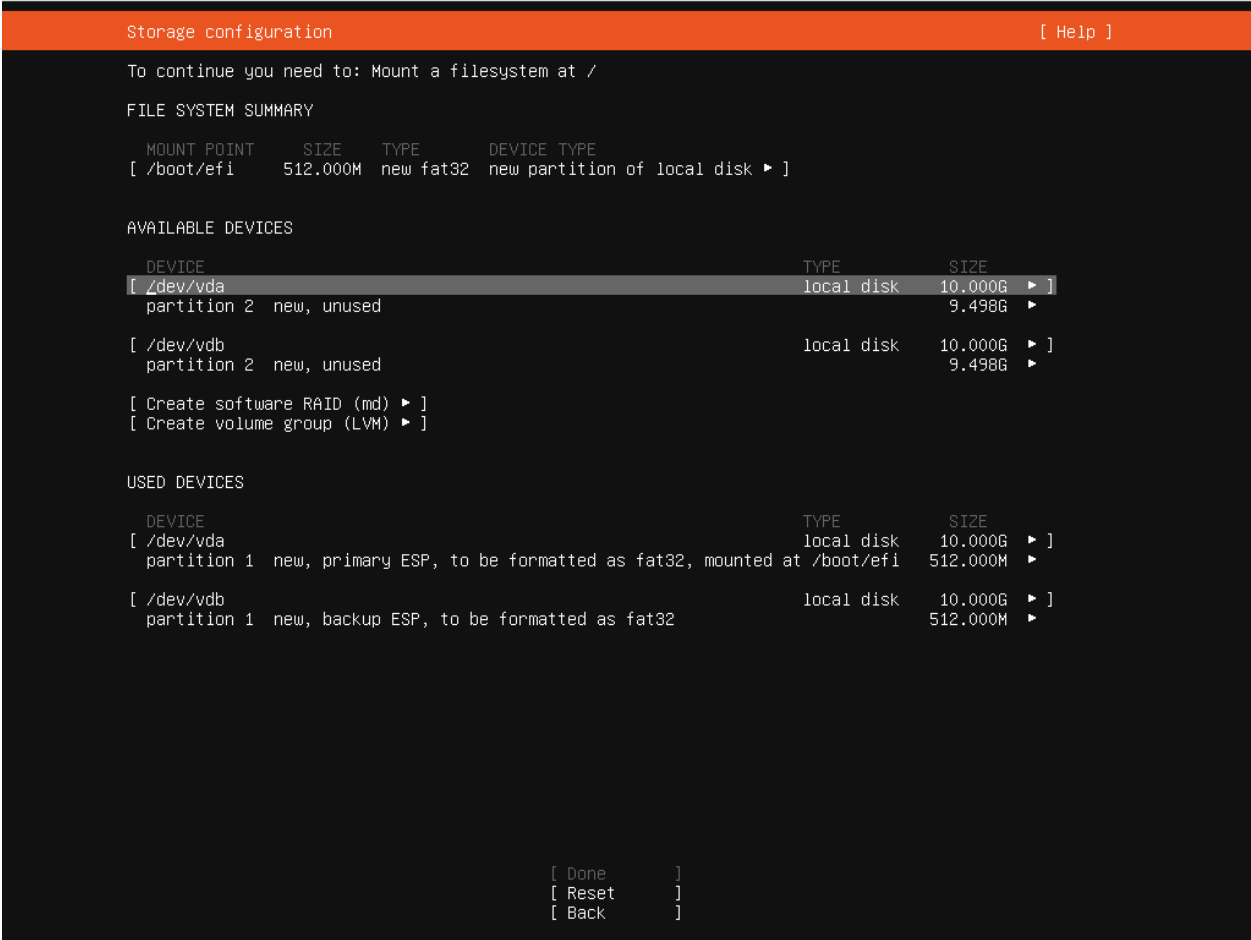 Storage configuration [ Help ]
To continue you need to: Mount a filesystem at /
FILE SYSTEM SUMMARY
MOUNT POINT SIZE TYPE DEVICE TYPE
[ /boot/efi 512.000M new fat32 new partition of local disk ▸ ]
AVAILABLE DEVICES
DEVICE TYPE SIZE
[ /dev/vda local disk 10.000G ▸ ]
partition 2 new, unused 9.498G ▸
[ /dev/vdb local disk 10.000G ▸ ]
partition 2 new, unused 9.498G ▸
[ Create software RAID (md) ▸ ]
[ Create volume group (LVM) ▸ ]
USED DEVICES
DEVICE TYPE SIZE
[ /dev/vda local disk 10.000G ▸ ]
partition 1 new, primary ESP, to be formatted as fat32, mounted at /boot/efi 512.000M ▸
[ /dev/vdb local disk 10.000G ▸ ]
partition 1 new, backup ESP, to be formatted as fat32 512.000M ▸
[ Done ]
[ Reset ]
[ Back ]